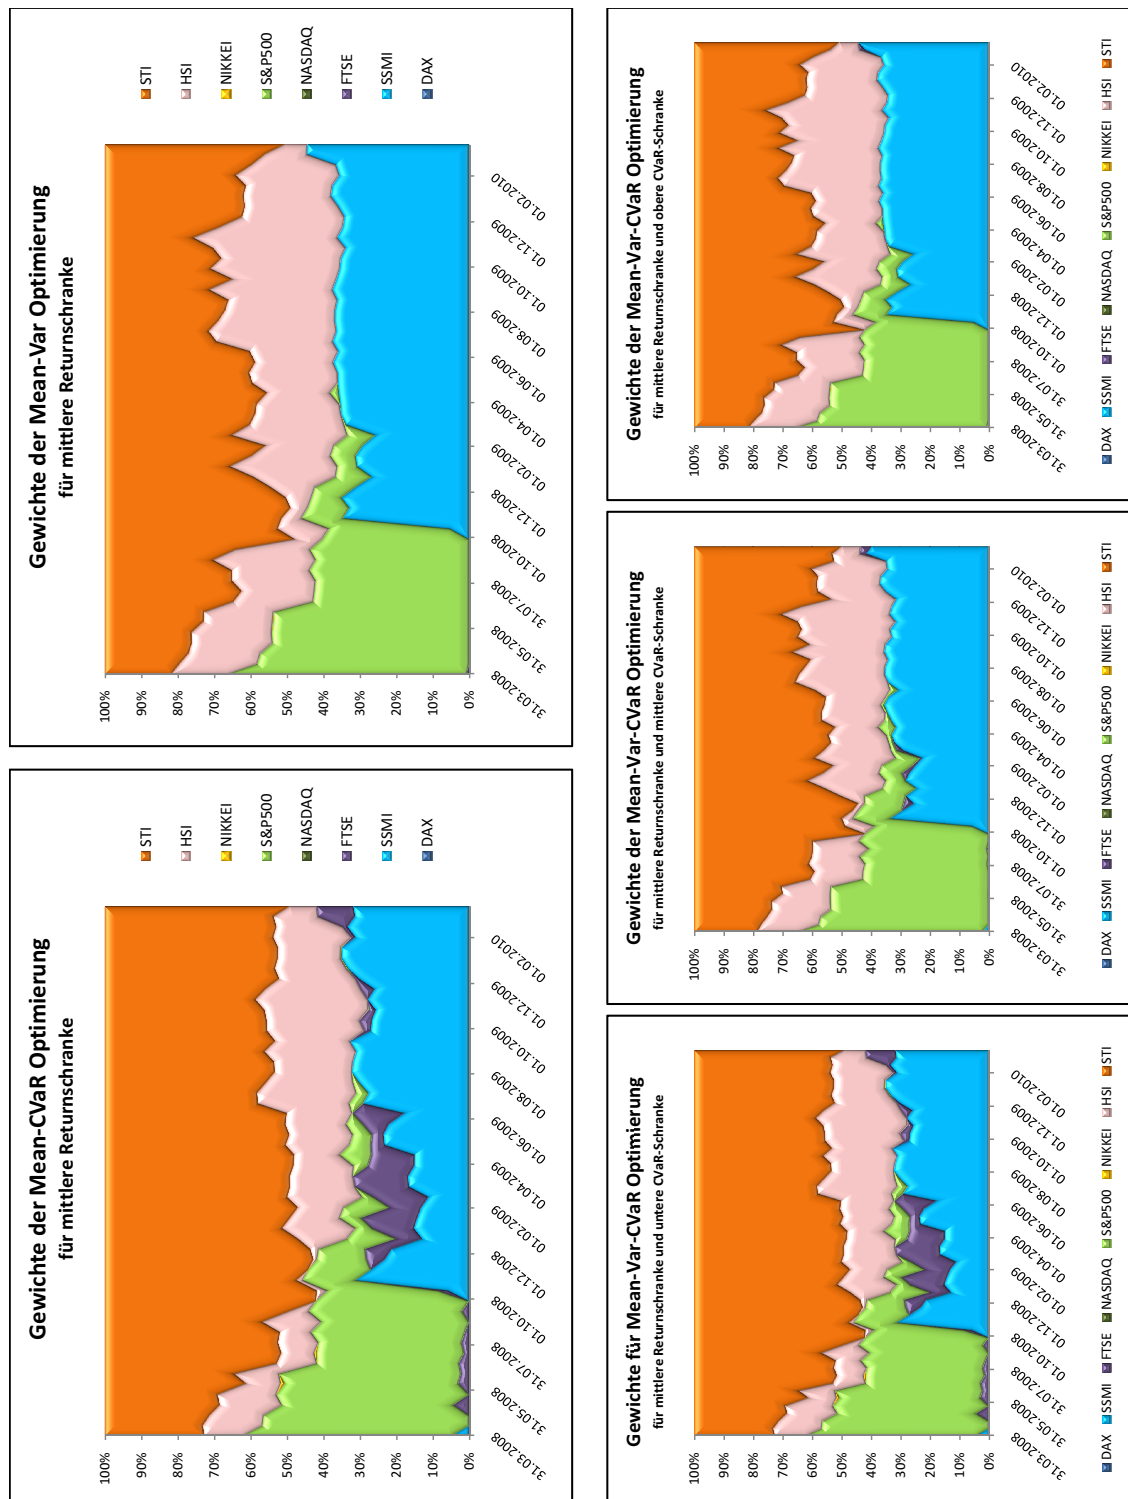 Gewichte der Mean-CVaR Optimierung
für mittlere Returnschranke
100%
90%
80%
70%
60%
50%
40%
30%
20%
10%
0%
31.03.2008 31.05.2008 31.07.2008 01.10.2008 01.12.2008 01.02.2009 01.04.2009 01.06.2009 01.08.2009 01.10.2009 01.12.2009 01.02.2010
STI
HSI
NIKKEI
S&P500
NASDAQ
FTSE
SSMI
DAX
Gewichte der Mean-Var Optimierung
für mittlere Returnschranke
100%
90%
80%
70%
60%
50%
40%
30%
20%
10%
0%
31.03.2008 31.05.2008 31.07.2008 01.10.2008 01.12.2008 01.02.2009 01.04.2009 01.06.2009 01.08.2009 01.10.2009 01.12.2009 01.02.2010
STI
HSI
NIKKEI
S&P500
NASDAQ
FTSE
SSMI
DAX
Gewichte für Mean-Var-CVaR Optimierung
für mittlere Returnschranke und untere CVaR-Schranke
100%
90%
80%
70%
60%
50%
40%
30%
20%
10%
0%
31.03.2008 31.05.2008 31.07.2008 01.10.2008 01.12.2008 01.02.2009 01.04.2009 01.06.2009 01.08.2009 01.10.2009 01.12.2009 01.02.2010
DAX SSMI FTSE NASDAQ S&P500 NIKKEI HSI STI
Gewichte der Mean-Var-CVaR Optimierung
für mittlere Returnschranke und mittlere CVaR-Schranke
100%
90%
80%
70%
60%
50%
40%
30%
20%
10%
0%
31.03.2008 31.05.2008 31.07.2008 01.10.2008 01.12.2008 01.02.2009 01.04.2009 01.06.2009 01.08.2009 01.10.2009 01.12.2009 01.02.2010
DAX SSMI FTSE NASDAQ S&P500 NIKKEI HSI STI
Gewichte der Mean-Var-CVaR Optimierung
für mittlere Returnschranke und obere CVaR-Schranke
100%
90%
80%
70%
60%
50%
40%
30%
20%
10%
0%
31.03.2008 31.05.2008 31.07.2008 01.10.2008 01.12.2008 01.02.2009 01.04.2009 01.06.2009 01.08.2009 01.10.2009 01.12.2009 01.02.2010
DAX SSMI FTSE NASDAQ S&P500 NIKKEI HSI STI